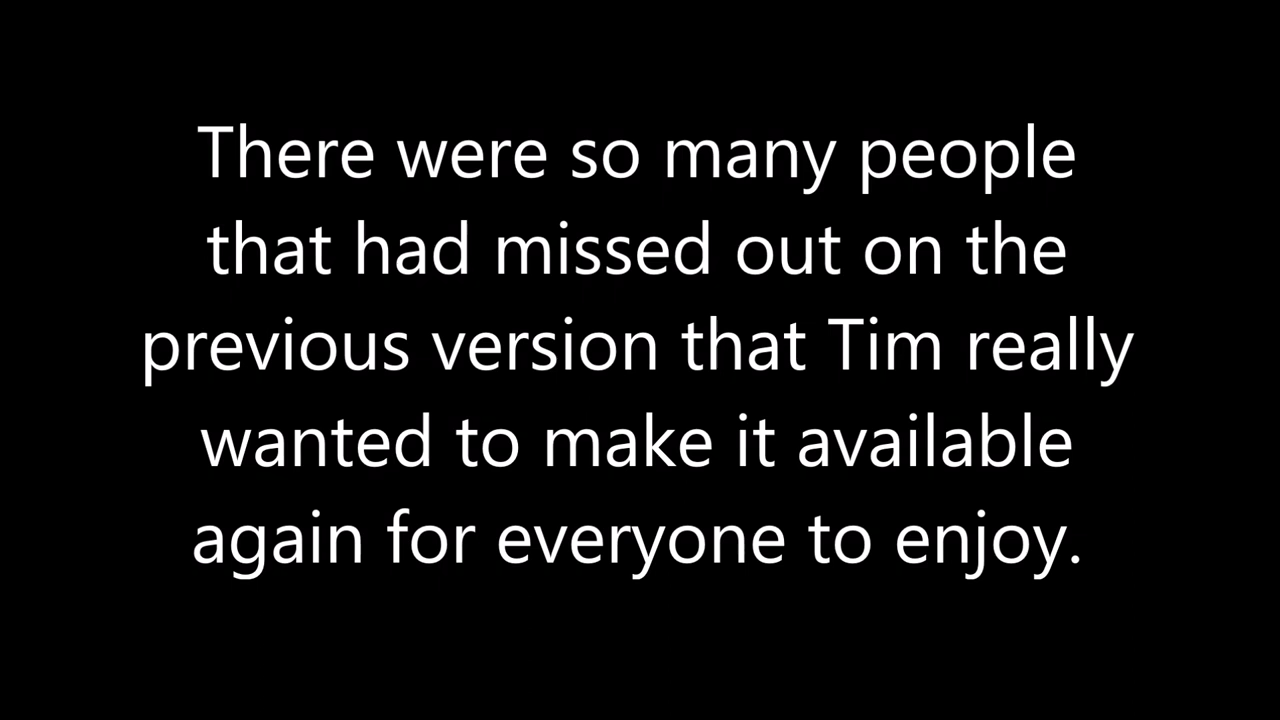 There were so many people
that had missed out on the
previous version that Tim really
wanted to make it available
again for everyone to enjoy.